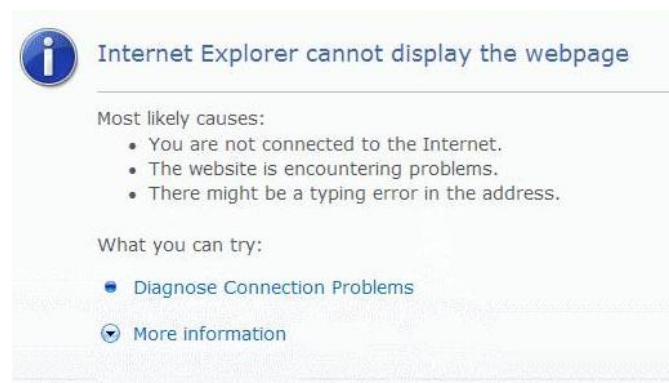 Internet Explorer cannot display the webpage
Most likely causes:
• You are not connected to the Internet.
• The website is encountering problems.
• There might be a typing error in the address.
What you can try:
Diagnose Connection Problems
More information